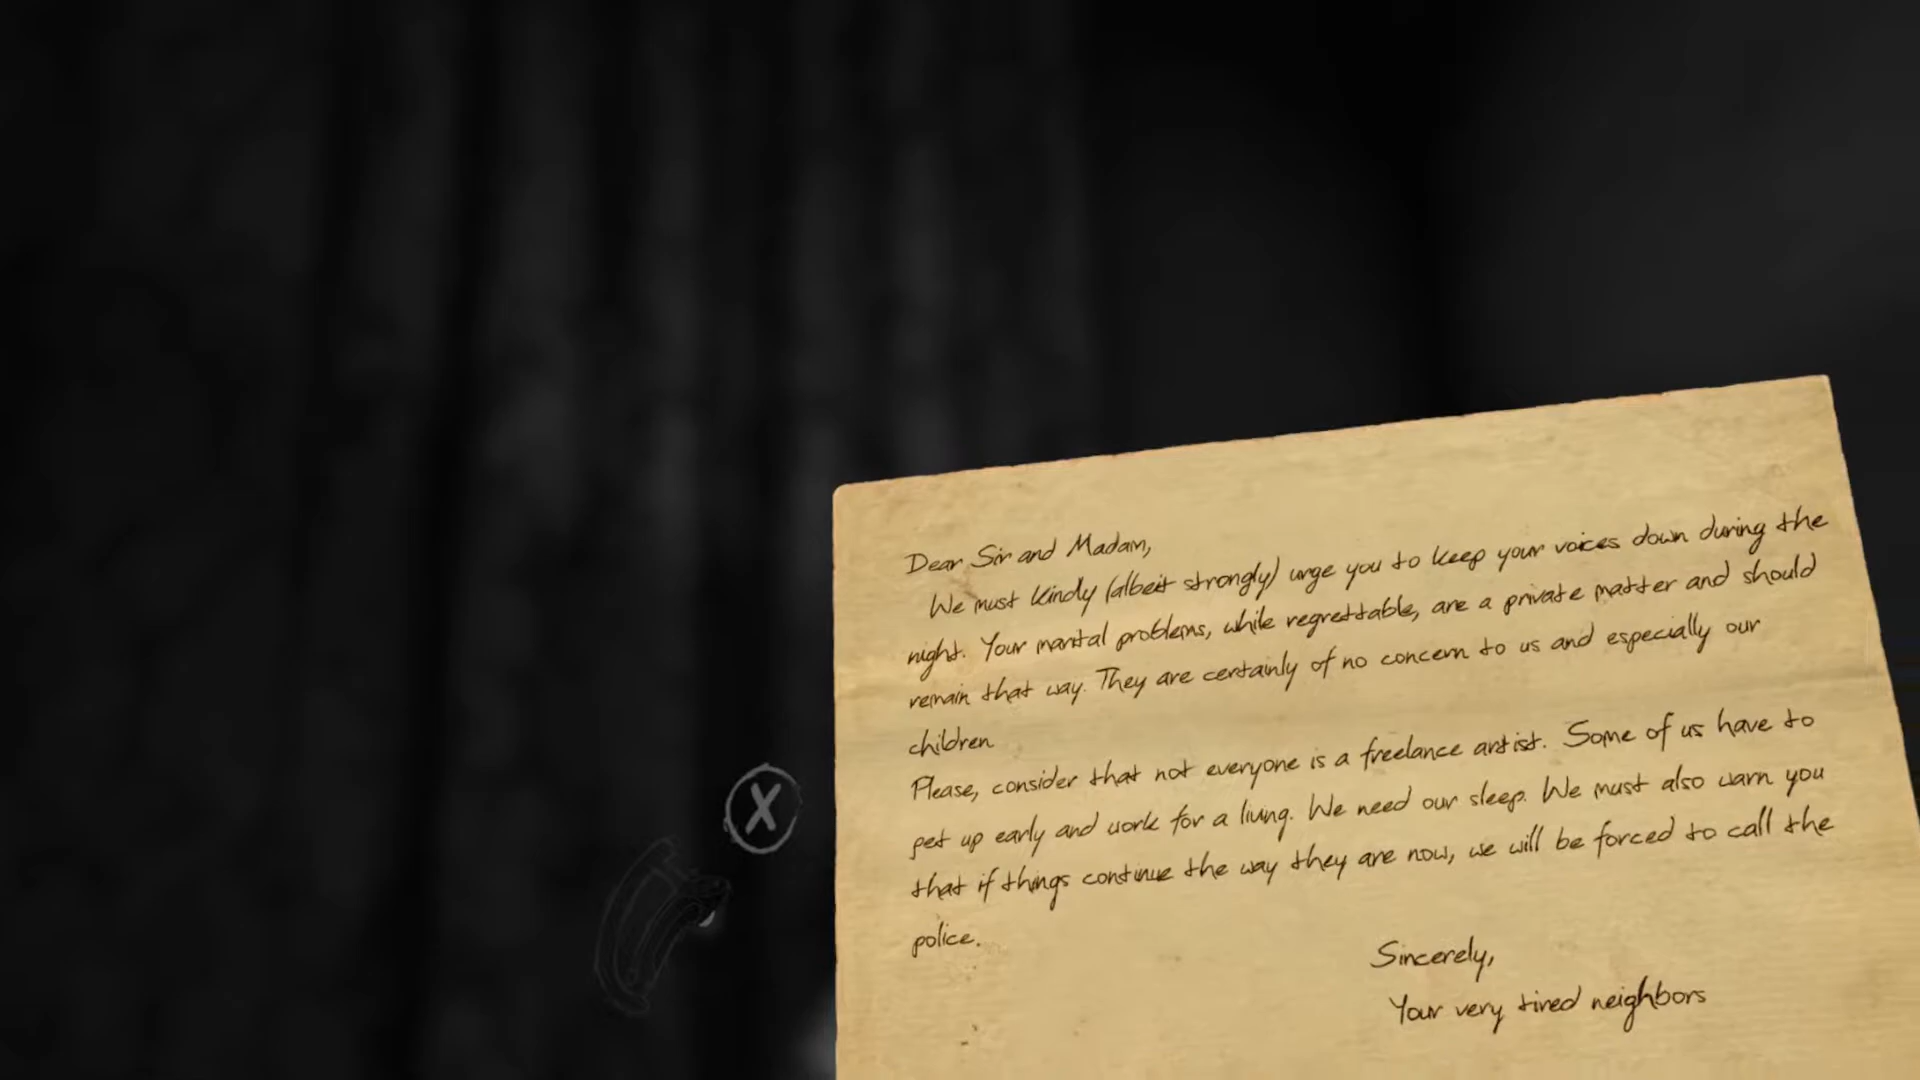 Dear Sir and Madam,
We must kindly (albeit strongly) urge you to keep your voices down during the
night. Your marital problems, while regrettable, are a private matter and should
remain that way. They are certainly of no concern to us and especially our
children
Please, consider that not everyone is a freelance artist. Some of us have to
get up early and work for a living. We need our sleep. We must also warn you
that if things continue the way they are now, we will be forced to call the
police.
Sincerely,
Your very tired neighbors
X